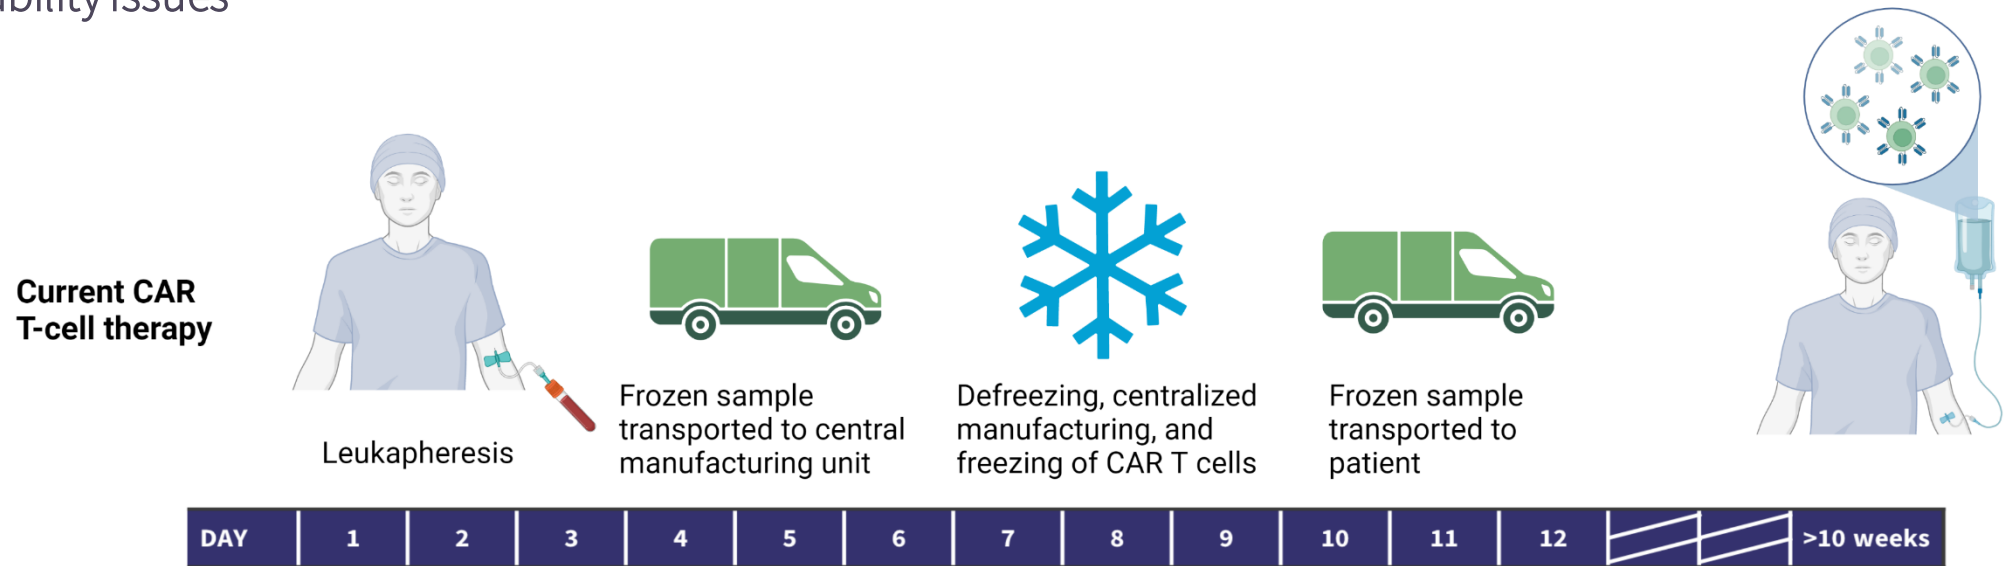 issues
Current CAR
T-cell therapy
Leukapheresis
Frozen sample
transported to central
manufacturing unit
Defreezing, centralized
manufacturing, and
freezing of CAR T cells
Frozen sample
transported to
patient
DAY 1 2 3 4 5 6 7 8 9 10 11 12 >10 weeks